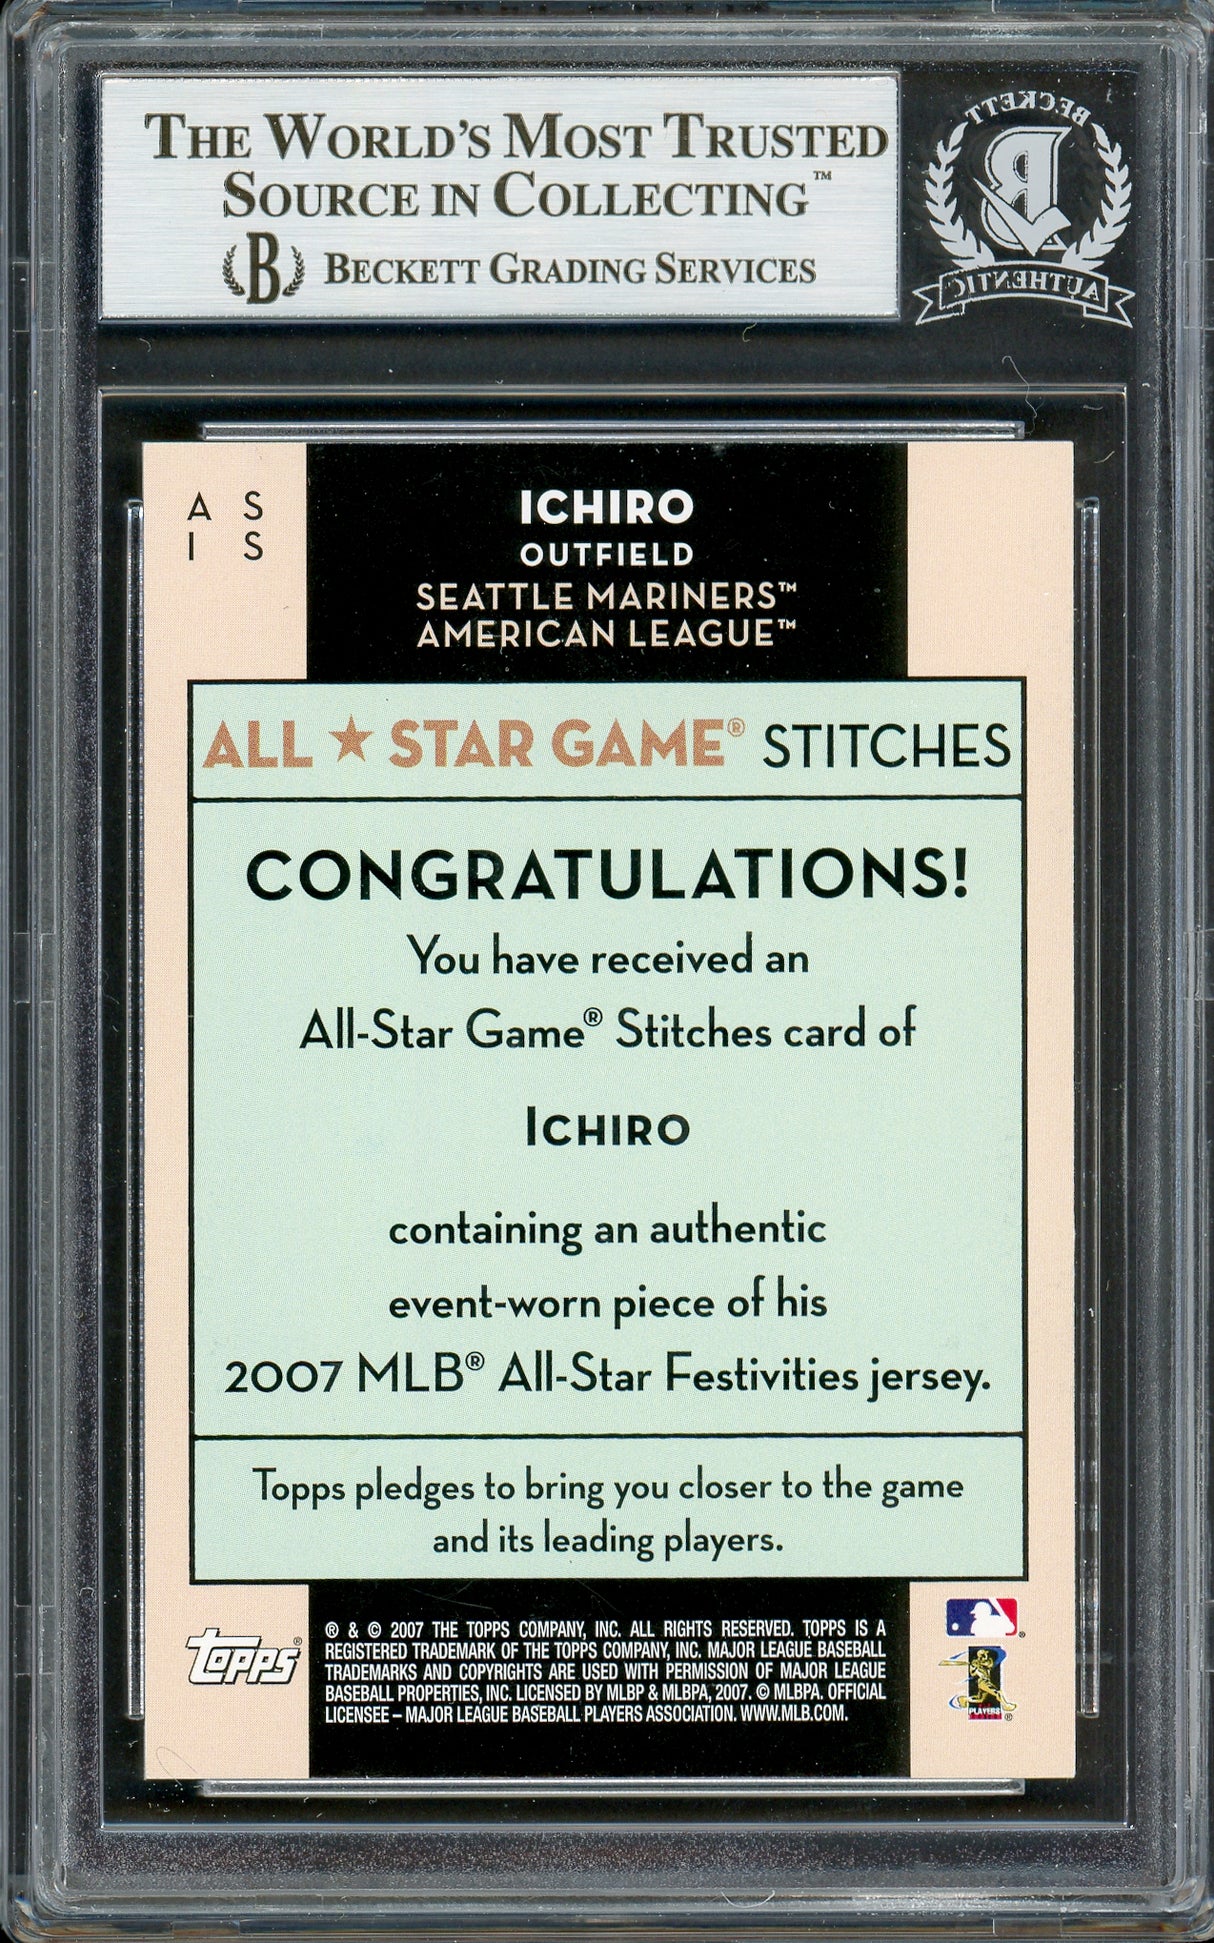 THE WORLD'S MOST TRUSTED
SOURCE IN COLLECTING™
B BECKETT GRADING SERVICES
BECKETT
B
AUTHENTIC
A S
I S
ICHIRO
OUTFIELD
SEATTLE MARINERS™
AMERICAN LEAGUE™
ALL ★ STAR GAME® STITCHES
CONGRATULATIONS!
You have received an
All-Star Game® Stitches card of
ICHIRO
containing an authentic
event-worn piece of his
2007 MLB® All-Star Festivities jersey.
Topps pledges to bring you closer to the game
and its leading players.
topps®
® & © 2007 THE TOPPS COMPANY, INC. ALL RIGHTS RESERVED. TOPPS IS A
REGISTERED TRADEMARK OF THE TOPPS COMPANY, INC. MAJOR LEAGUE BASEBALL
TRADEMARKS AND COPYRIGHTS ARE USED WITH PERMISSION OF MAJOR LEAGUE
BASEBALL PROPERTIES, INC. LICENSED BY MLBP & MLBPA, 2007. © MLBPA. OFFICIAL
LICENSEE – MAJOR LEAGUE BASEBALL PLAYERS ASSOCIATION. WWW.MLB.COM.
PLAYERS